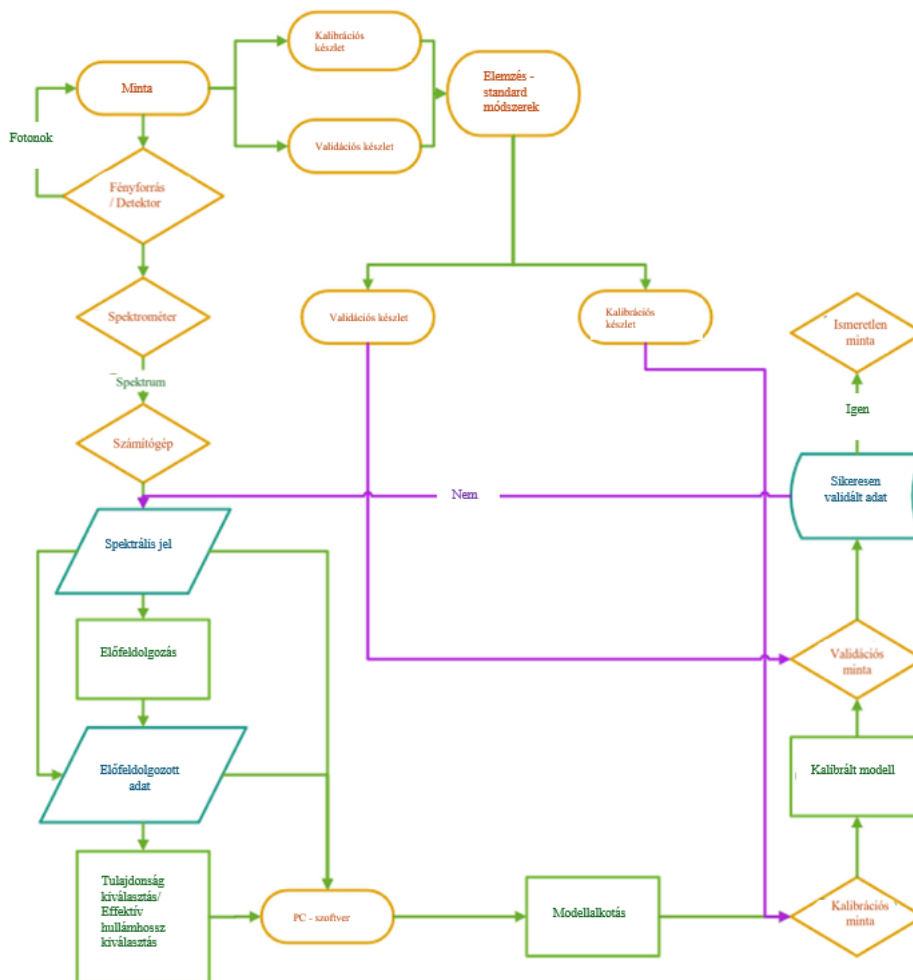 Kalibrációs
készlet
Minta
Elemzés -
standard
módszerek
Fotonok
Validációs készlet
Fényforrás
/ Detektor
Spektrométer
Validációs készlet
Kalibrációs
készlet
Ismeretlen
minta
Spektrum
Igen
Számítógép
Nem
Sikeresen
validált adat
Spektrális jel
Előfeldolgozás
Validációs
minta
Előfeldolgozott
adat
Kalibrált modell
Tulajdonság
kiválasztás/
Effektív
hullámhossz
kiválasztás
PC - szoftver
Modellalkotás
Kalibrációs
minta